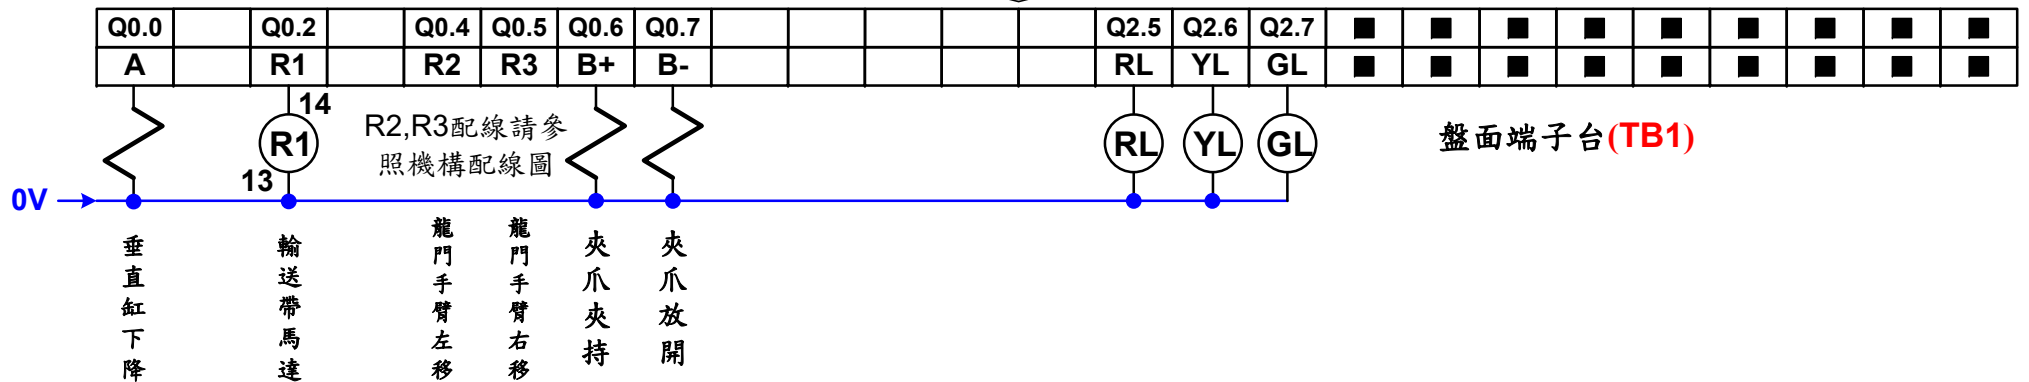 Q0.0 Q0.2 Q0.4 Q0.5 Q0.6 Q0.7 Q2.5 Q2.6 Q2.7
A R1 R2 R3 B+ B- RL YL GL
14
R2,R3配線請參
照機構配線圖
R1
13
RL YL GL
盤面端子台(TB1)
0V
垂直缸下降
輸送帶馬達
龍門手臂左移
龍門手臂右移
夾爪夾持
夾爪放開